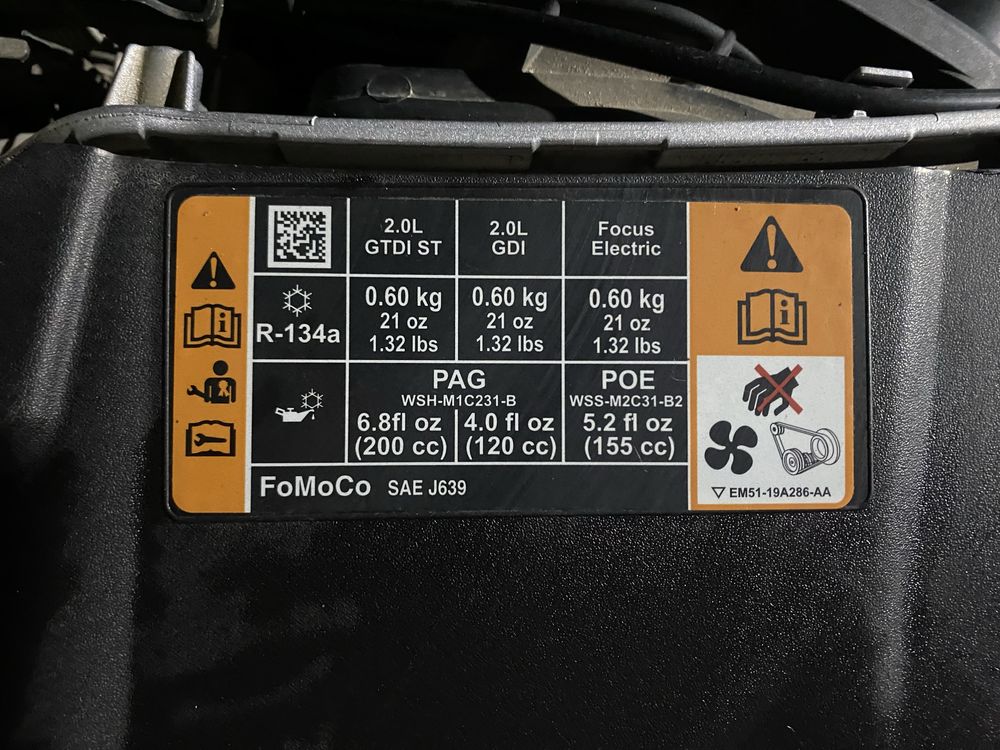 2.0L
GTDI ST
2.0L
GDI
Focus
Electric
R-134a
0.60 kg
21 oz
1.32 lbs
0.60 kg
21 oz
1.32 lbs
0.60 kg
21 oz
1.32 lbs
PAG
WSH-M1C231-B
6.8fl oz
(200 cc)
4.0 fl oz
(120 cc)
POE
WSS-M2C31-B2
5.2 fl oz
(155 cc)
FoMoCo SAE J639
EM51-19A286-AA